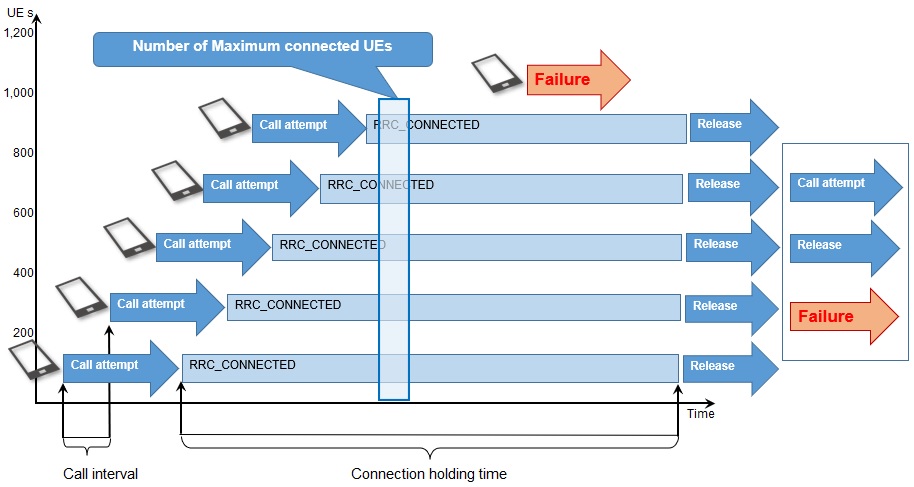 UE s
1,200
Number of Maximum connected UEs
Failure
1,000
Call attempt
RRC_CONNECTED
Release
800
Call attempt
RRC_CONNECTED
Release
Call attempt
600
Call attempt
RRC_CONNECTED
Release
Release
400
Call attempt
RRC_CONNECTED
Release
Failure
200
Call attempt
RRC_CONNECTED
Release
Time
Call interval
Connection holding time